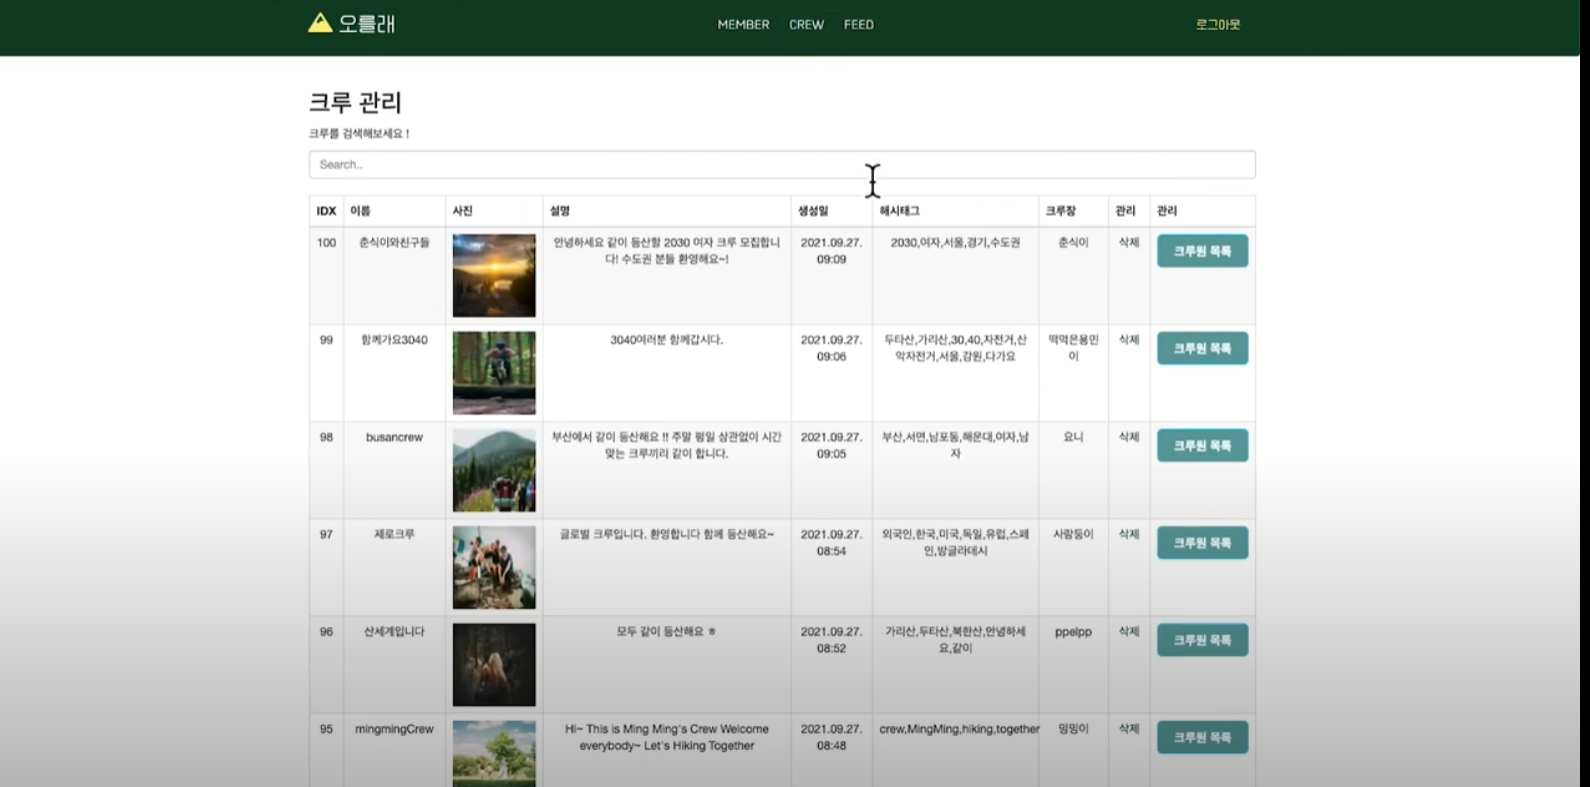 오를래
MEMBER CREW FEED
로그아웃
크루 관리
크루를 검색해보세요 !
Search..
IDX 이름 사진 설명 생성일 해시태그 크루장 관리 관리
100 춘식이와친구들 안녕하세요 같이 등산할 2030 여자 크루 모집합니 2021.09.27. 2030,여자,서울,경기,수도권 춘식이 삭제 크루원 목록
다! 수도권 분들 환영해요~! 09:09
99 함께가요3040 3040여러분 함께갑시다. 2021.09.27. 두타산,가리산,30,40,자전거,산 떡먹은용민 삭제 크루원 목록
09:06 악자전거,서울,강원,다가요 이
98 busancrew 부산에서 같이 등산해요 !! 주말 평일 상관없이 시간 2021.09.27. 부산,서면,남포동,해운대,여자,남 요니 삭제 크루원 목록
맞는 크루끼리 같이 합니다. 09:05 자
97 제로크루 글로벌 크루입니다. 환영합니다 함께 등산해요~ 2021.09.27. 외국인,한국,미국,독일,유럽,스페 사랑둥이 삭제 크루원 목록
08:54 인,방글라데시
96 산세계입니다 모두 같이 등산해요 ㅎ 2021.09.27. 가리산,두타산,북한산,안녕하세 ppelpp 삭제 크루원 목록
08:52 요,같이
95 mingmingCrew Hi~ This is Ming Ming's Crew Welcome 2021.09.27. crew,MingMing,hiking,together 밍밍이 삭제 크루원 목록
everybody~ Let's Hiking Together 08:48